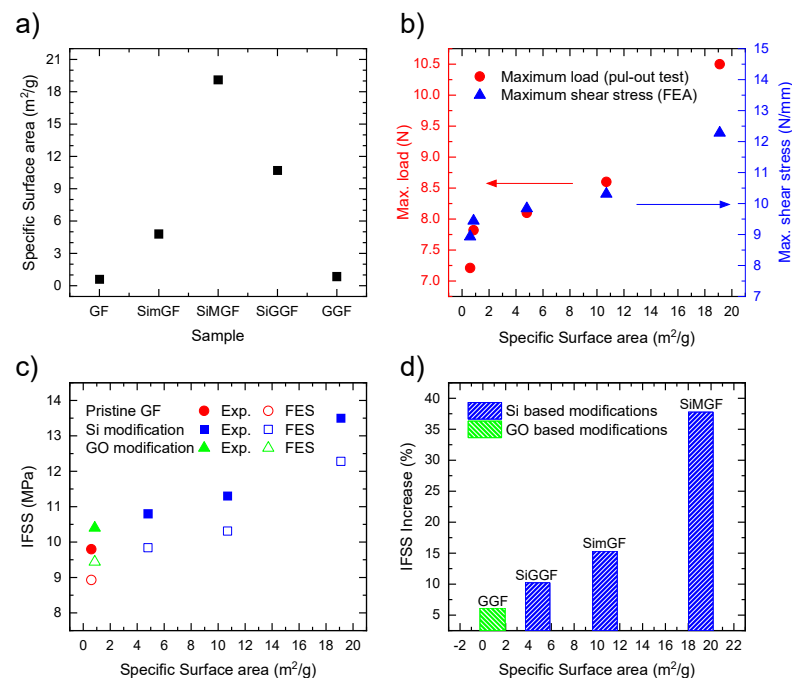 a)
Specific Surface area (m²/g)
21
18
15
12
9
6
3
0
GF SimGF SiMGF SiGGF GGF
Sample
b)
Max. load (N)
10.5
10.0
9.5
9.0
8.5
8.0
7.5
7.0
Maximum load (pul-out test)
Maximum shear stress (FEA)
15
14
13
12
11
10
9
8
7
Max. shear stress (N/mm)
0 2 4 6 8 10 12 14 16 18 20
Specific Surface area (m²/g)
c)
IFSS (MPa)
14
13
12
11
10
9
8
Pristine GF Exp. FES
Si modification Exp. FES
GO modification Exp. FES
0 2 4 6 8 10 12 14 16 18 20
Specific Surface area (m²/g)
d)
IFSS Increase (%)
40
35
30
25
20
15
10
5
Si based modifications
GO based modifications
SiMGF
SimGF
SiGGF
GGF
-2 0 2 4 6 8 10 12 14 16 18 20 22
Specific Surface area (m²/g)